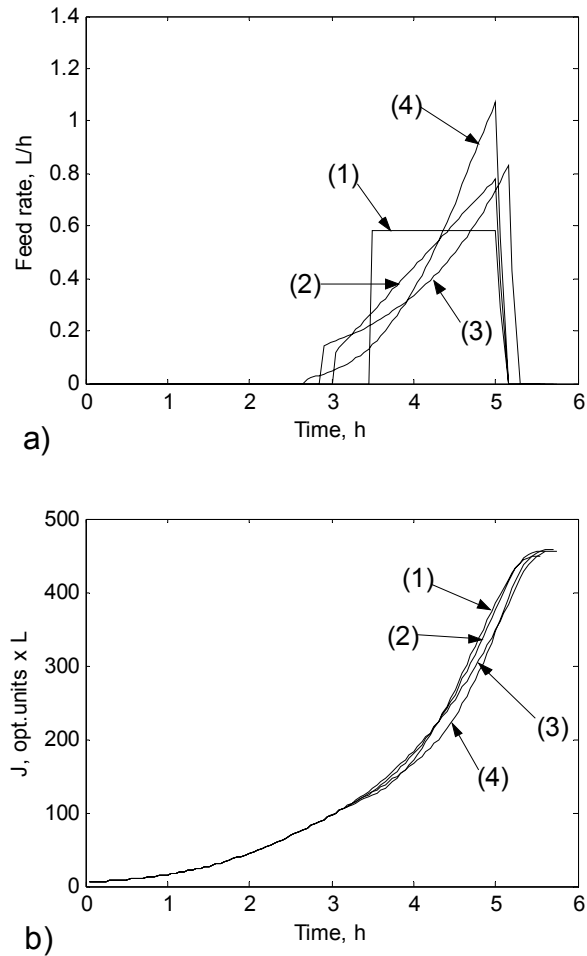 1.4
1.2
1
0.8
0.6
0.4
0.2
0
Feed rate, L/h
(4)
(1)
(2)
(3)
0 1 2 3 4 5 6
Time, h
a)
500
400
300
200
100
0
J, opt.units x L
(1)
(2)
(3)
(4)
0 1 2 3 4 5 6
Time, h
b)